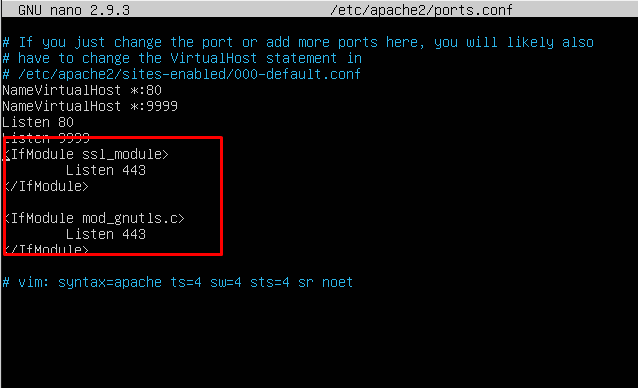 GNU nano 2.9.3 /etc/apache2/ports.conf
# If you just change the port or add more ports here, you will likely also
# have to change the VirtualHost statement in
# /etc/apache2/sites-enabled/000-default.conf
NameVirtualHost *:80
NameVirtualHost *:9999
Listen 80
Listen 9999
<IfModule ssl_module>
Listen 443
</IfModule>
<IfModule mod_gnutls.c>
Listen 443
</IfModule>
# vim: syntax=apache ts=4 sw=4 sts=4 sr noet